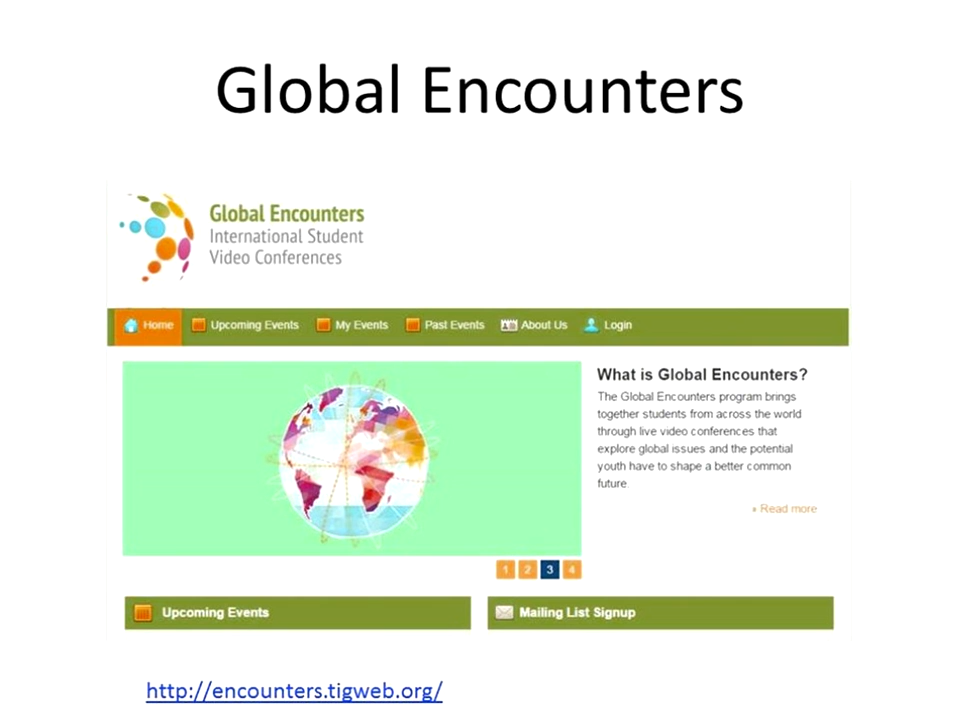 Global Encounters
Global Encounters
International Student
Video Conferences
Home Upcoming Events My Events Past Events About Us Login
What is Global Encounters?
The Global Encounters program brings
together students from across the world
through live video conferences that
explore global issues and the potential
youth have to shape a better common
future
» Read more
1 2 3 4
Upcoming Events Mailing List Signup
http://encounters.tigweb.org/